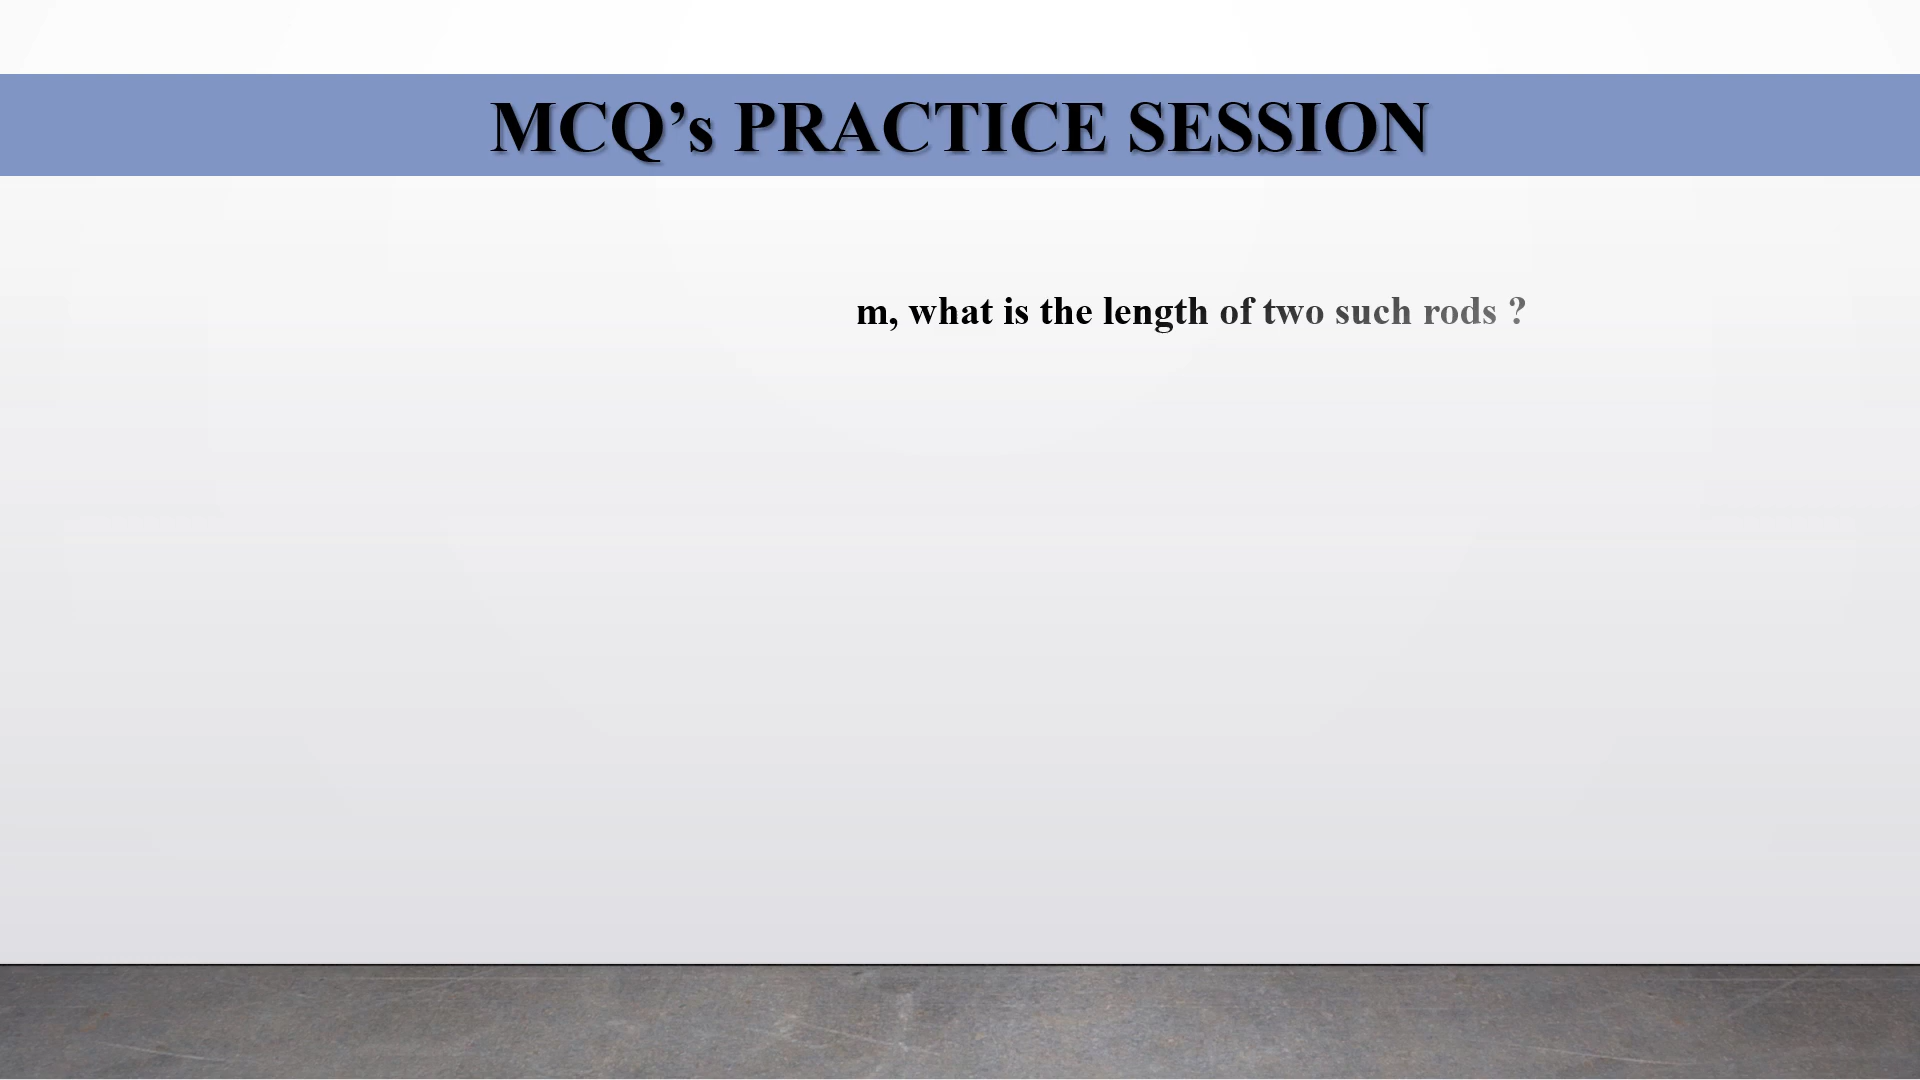 MCQ’s PRACTICE SESSION
m, what is the length of two such rods ?